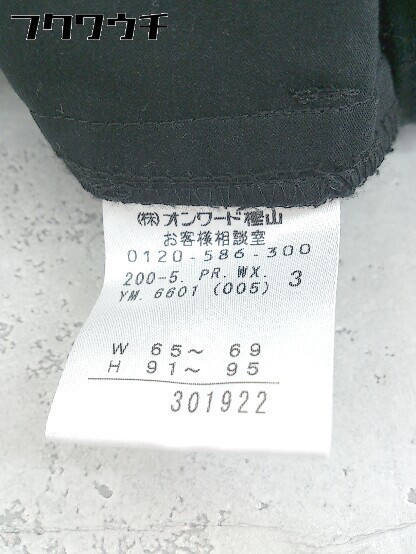 フクウウチ
(株)オンワード樫山
お客様相談室
0120-586-300
200-5. PR. WX. 3
YM. 6601 (005)
W 65～ 69
H 91～ 95
301922